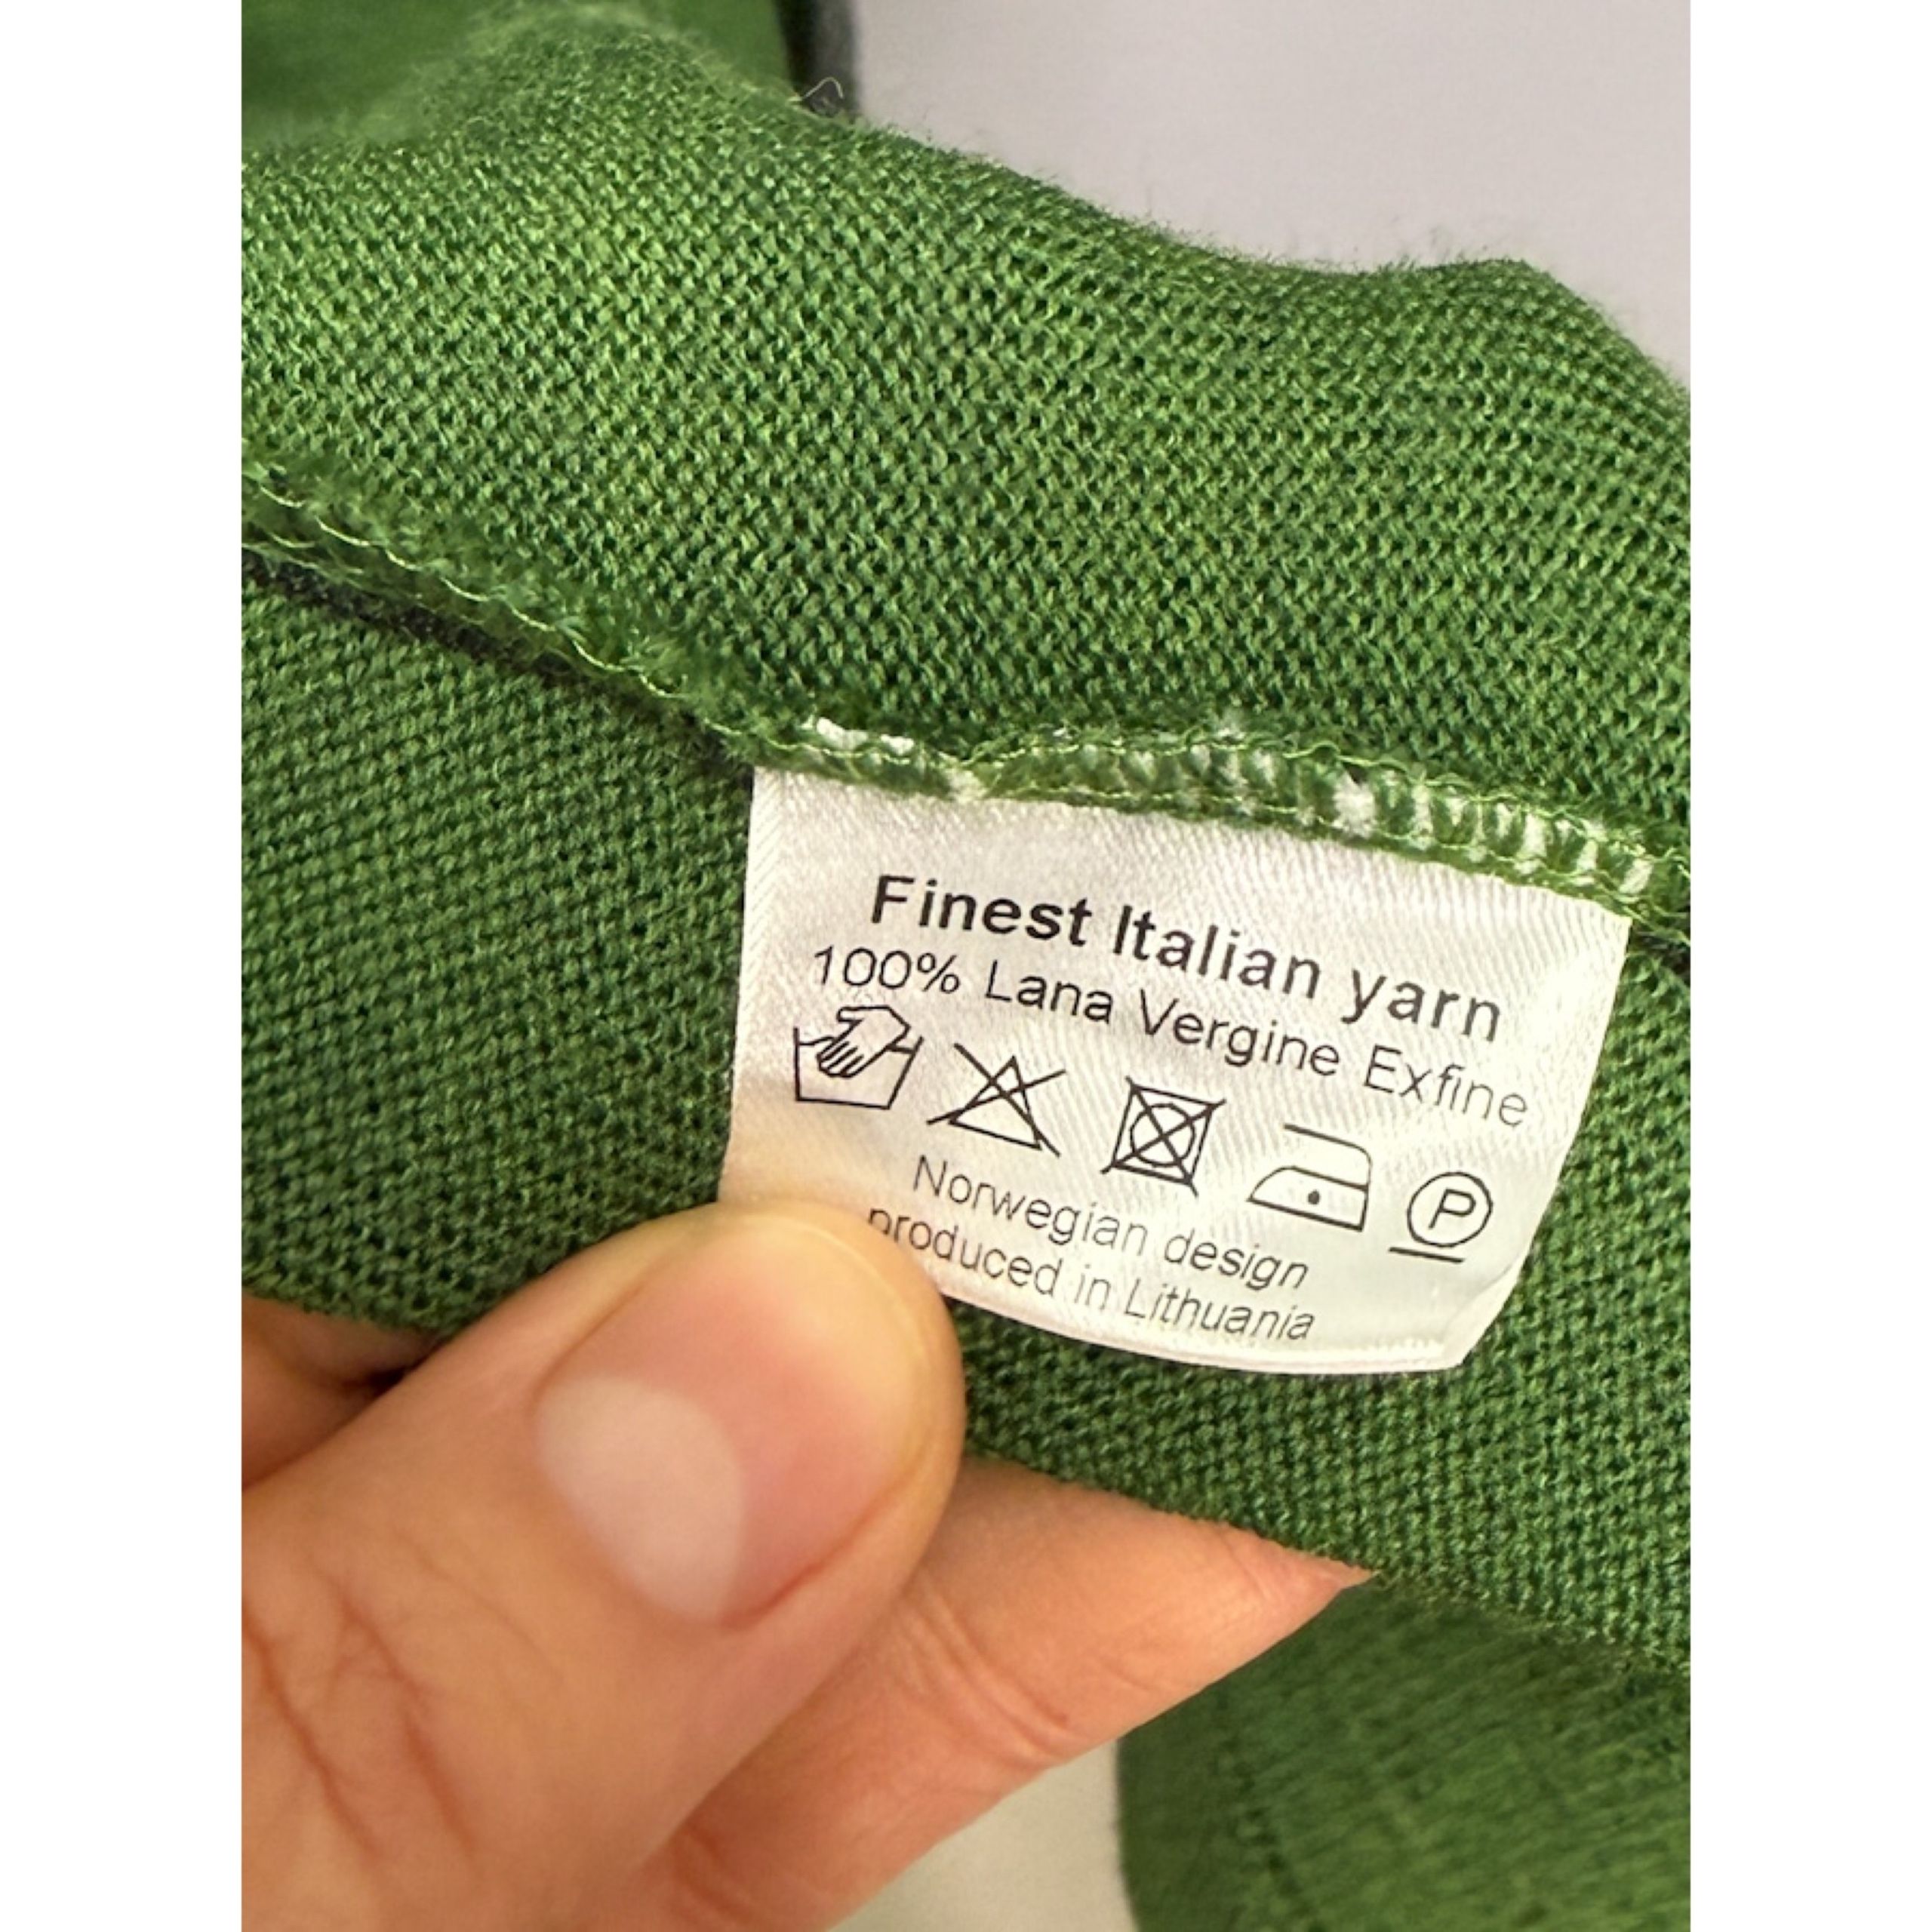 Finest Italian yarn
100% Lana Vergine Exfine
P
Norwegian design
produced in Lithuania